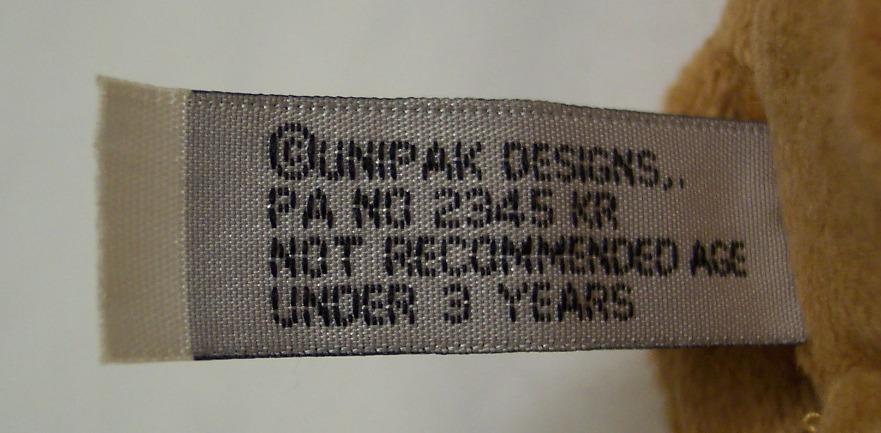 ©UNIPAK DESIGNS,.
PA NO 2345 KR
NOT RECOMMENDED AGE
UNDER 3 YEARS